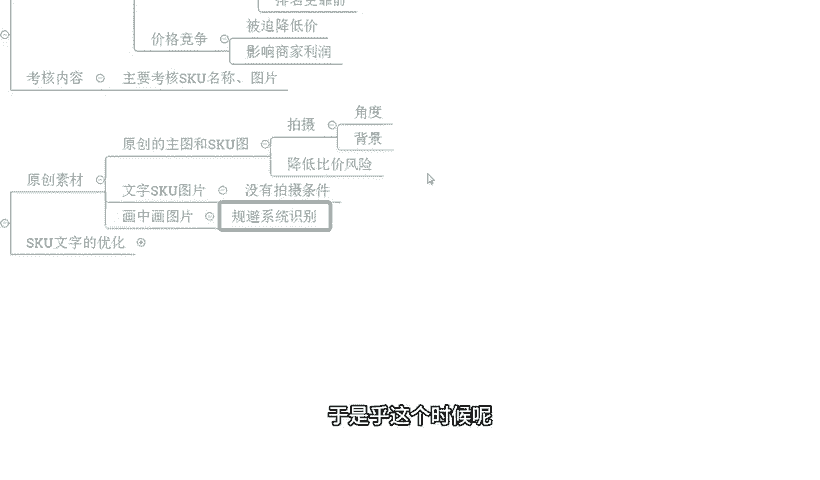 排名更靠前
价格竞争
被迫降低价
影响商家利润
考核内容
主要考核SKU名称、图片
拍摄
角度
背景
原创的主图和SKU图
降低比价风险
原创素材
文字SKU图片
没有拍摄条件
画中画图片
规避系统识别
SKU文字的优化
于是乎这个时候呢